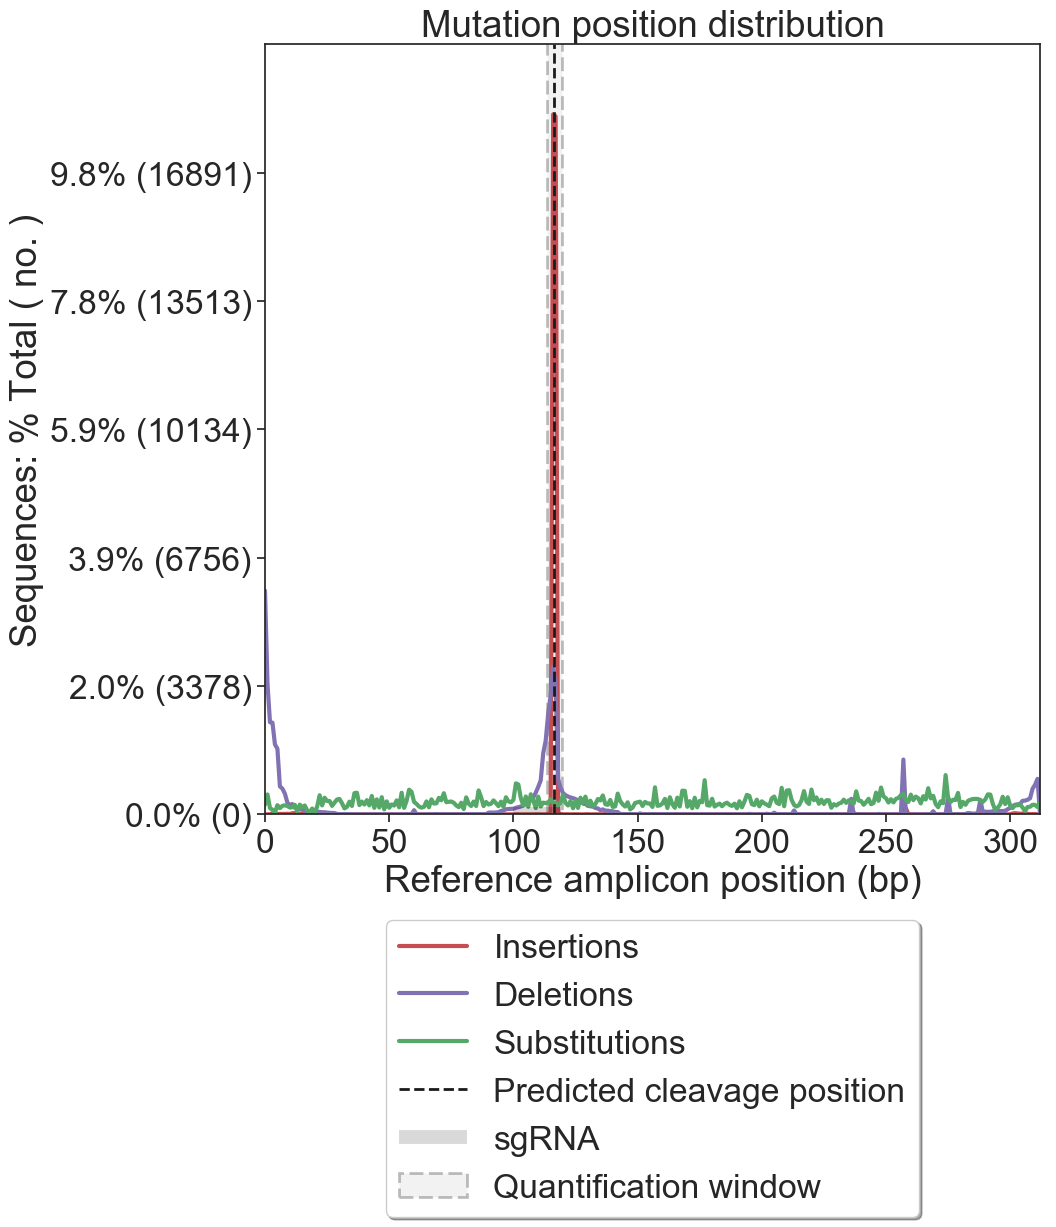 Mutation position distribution
Sequences: % Total ( no. )
9.8% (16891)
7.8% (13513)
5.9% (10134)
3.9% (6756)
2.0% (3378)
0.0% (0)
0 50 100 150 200 250 300
Reference amplicon position (bp)
Insertions
Deletions
Substitutions
Predicted cleavage position
sgRNA
Quantification window